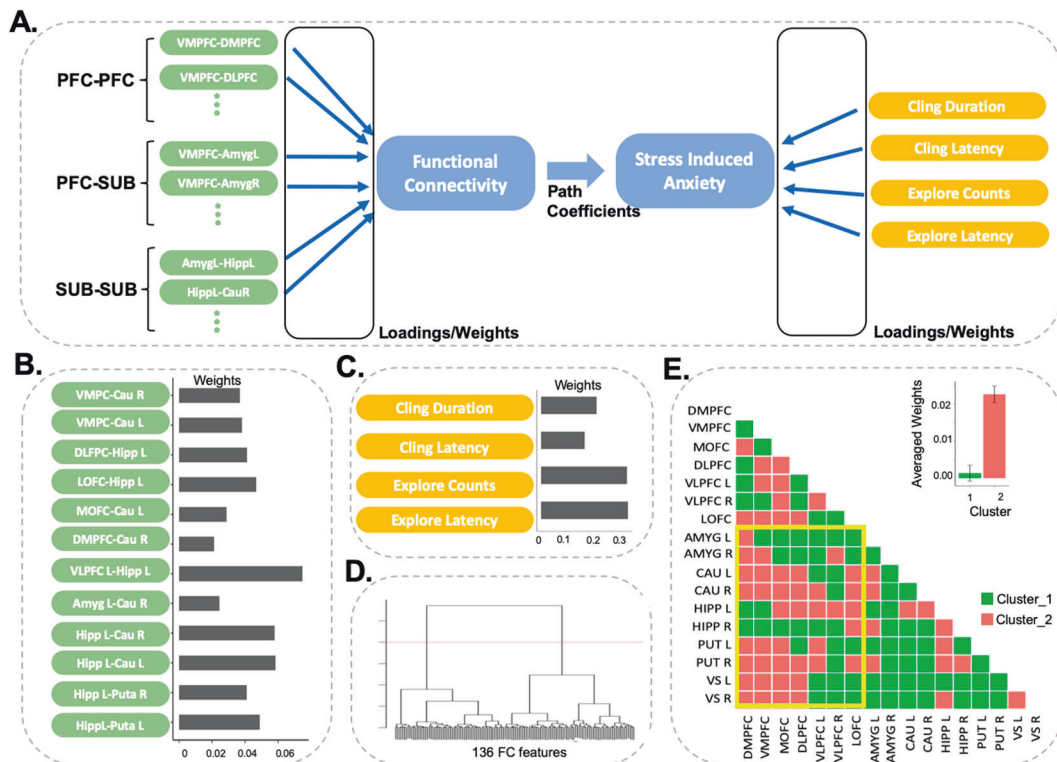 A.
PFC-PFC
VMPFC-DMPFC
VMPFC-DLPFC
PFC-SUB
VMPFC-AmygL
VMPFC-AmygR
SUB-SUB
AmygL-HippL
HippL-CauR
Loadings/Weights
Functional
Connectivity
Path
Coefficients
Stress Induced
Anxiety
Cling Duration
Cling Latency
Explore Counts
Explore Latency
Loadings/Weights
B.
Weights
VMPC-Cau R
VMPC-Cau L
DLFPC-Hipp L
LOFC-Hipp L
MOFC-Cau L
DMPFC-Cau R
VLPFC L-Hipp L
Amyg L-Cau R
Hipp L-Cau R
Hipp L-Cau L
Hipp L-Puta R
HippL-Puta L
0 0.02 0.04 0.06
C.
Weights
Cling Duration
Cling Latency
Explore Counts
Explore Latency
0 0.1 0.2 0.3
D.
136 FC features
E.
Averaged Weights
0.02
0.01
0.00
1 2
Cluster
DMPFC
VMPFC
MOFC
DLPFC
VLPFC L
VLPFC R
LOFC
AMYG L
AMYG R
CAU L
CAU R
HIPP L
HIPP R
PUT L
PUT R
VS L
VS R
Cluster_1
Cluster_2
DMPFC
VMPFC
MOFC
DLPFC
VLPFC L
VLPFC R
LOFC
AMYG L
AMYG R
CAU L
CAU R
HIPP L
HIPP R
PUT L
PUT R
VS L
VS R